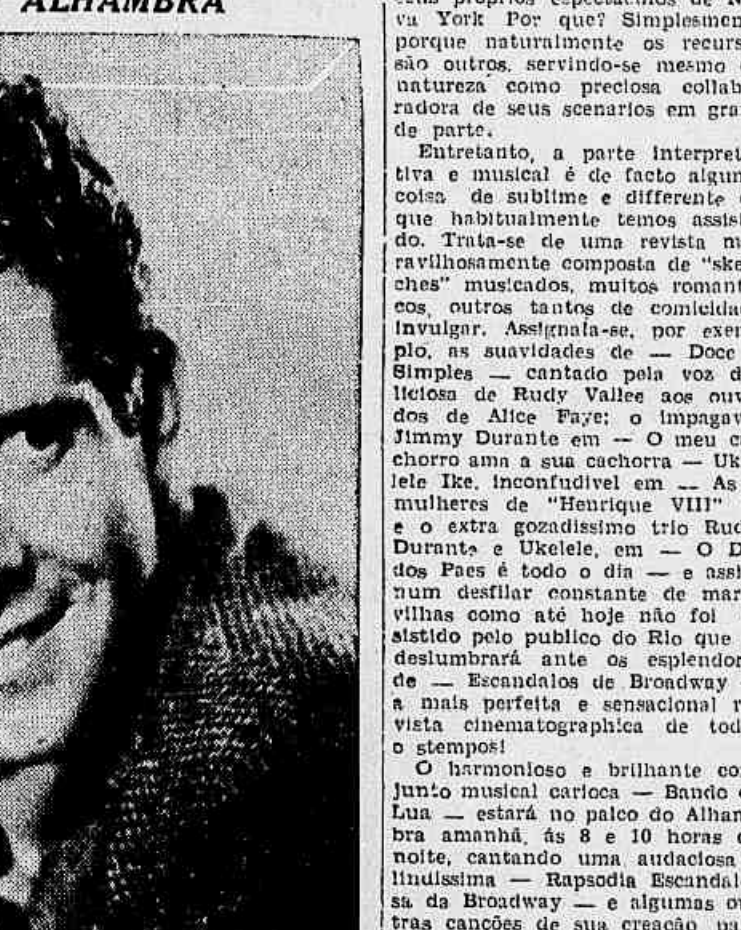 ALHAMBRA
va York Por que? Simplesmen
porque naturalmente os recurs
são outros, servindo-se mesmo
natureza como preciosa collab
radora de seus scenarios em gra
de parte.
Entretanto, a parte interpret
tiva e musical é de facto algum
coisa de sublime e differente
que habitualmente temos assis
do. Trata-se de uma revista m
ravilhosamente composta de "ske
ches" musicados, muitos romant
cos, outros tantos de comicida
invulgar. Assignala-se, por exem
plo, as suavidades de — Doce
Simples — cantado pela voz d
liciosa de Rudy Vallee aos ouv
dos de Alice Faye; o impagav
Jimmy Durante em — O meu c
chorro ama a sua cachorra — Uk
lele Ike, inconfudivel em — As
mulheres de "Henrique VIII"
e o extra gozadissimo trio Rud
Durante e Ukelele, em — O D
dos Paes é todo o dia — e assi
num desfilar constante de mar
vilhas como até hoje não foi
sistido pelo publico do Rio que
deslumbrará ante os esplendor
de — Escandalos de Broadway
a mais perfeita e sensacional r
vista cinematographica de tod
o stempos!
O harmonioso e brilhante co
junto musical carioca — Bando
Lua — estará no palco do Alham
bra amanhã, ás 8 e 10 horas
noite, cantando uma audaciosa
lindissima — Rapsodia Escandal
sa da Broadway — e algumas ou
tras canções de sua creação